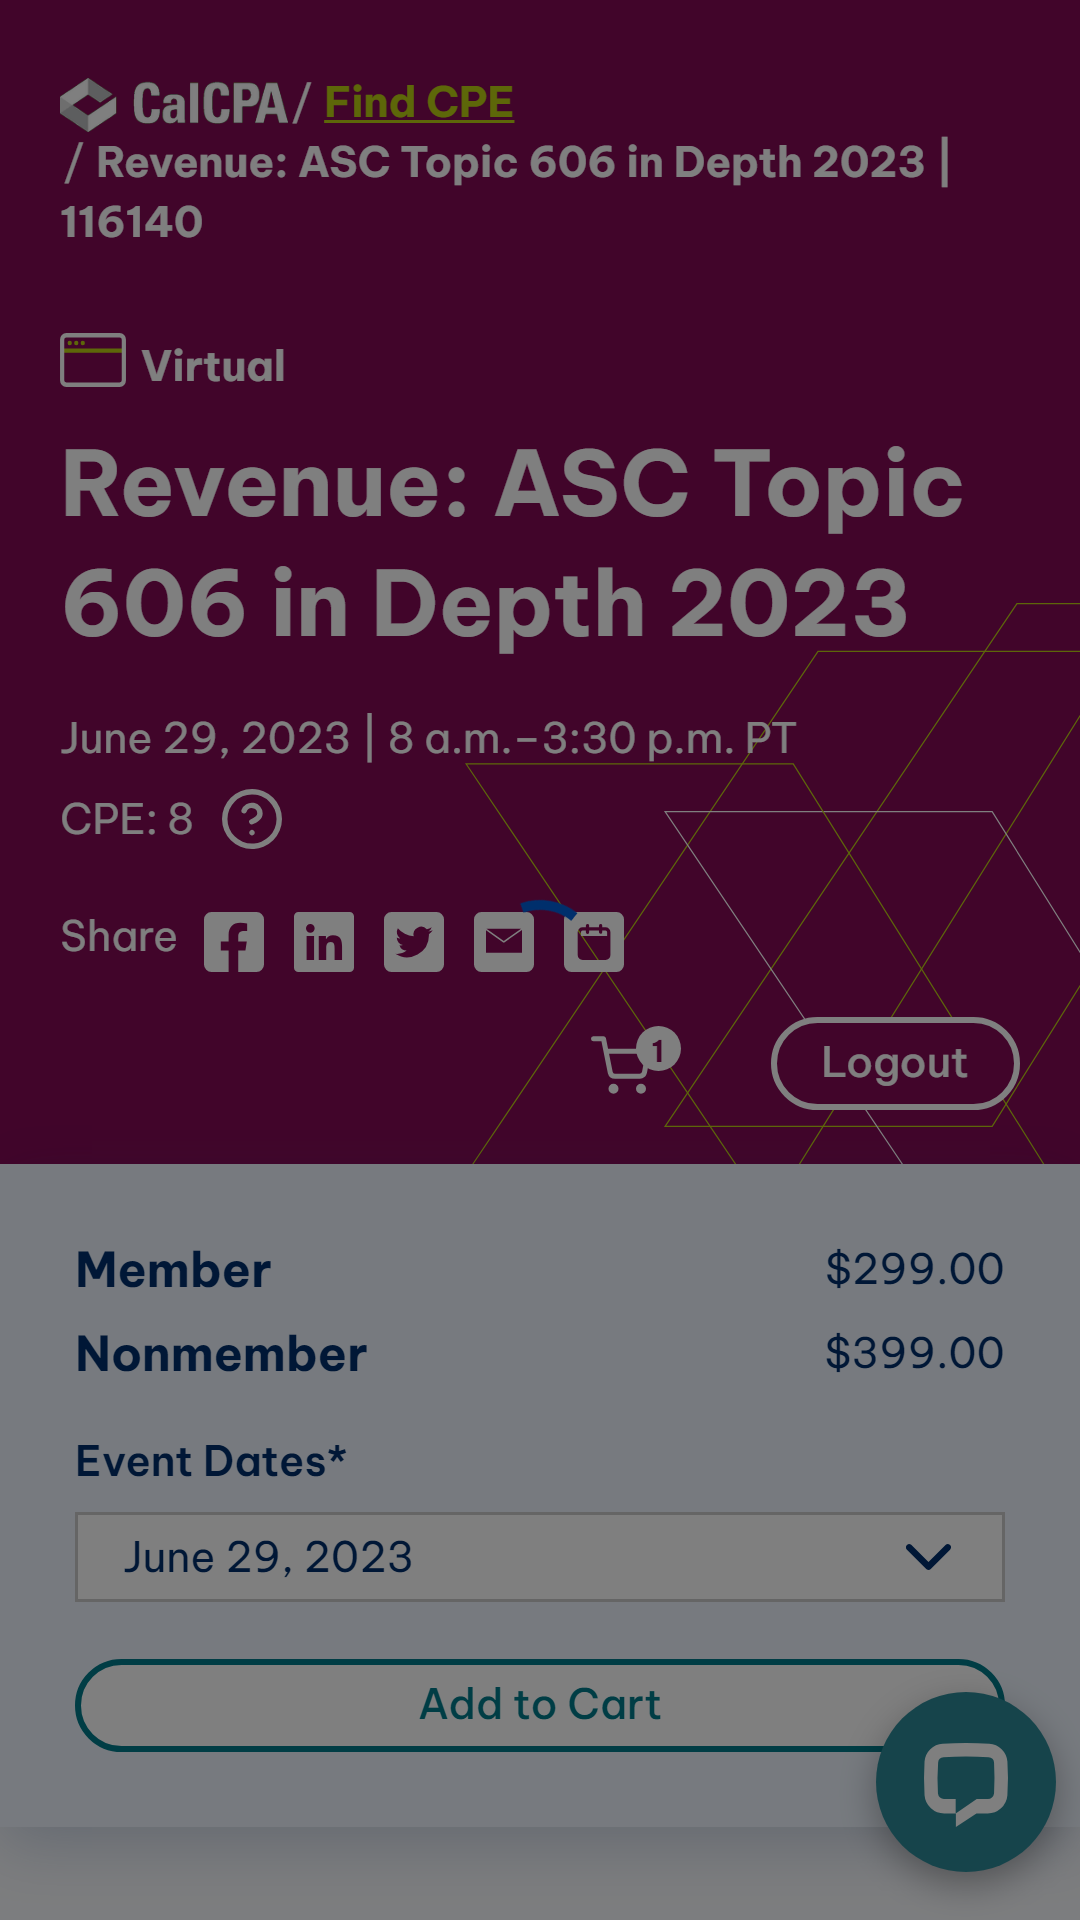 CalCPA / Find CPE
/ Revenue: ASC Topic 606 in Depth 2023 |
116140
Virtual
Revenue: ASC Topic
606 in Depth 2023
June 29, 2023 | 8 a.m.–3:30 p.m. PT
CPE: 8 ?
Share f in
1 Logout
Member $299.00
Nonmember $399.00
Event Dates*
June 29, 2023
Add to Cart